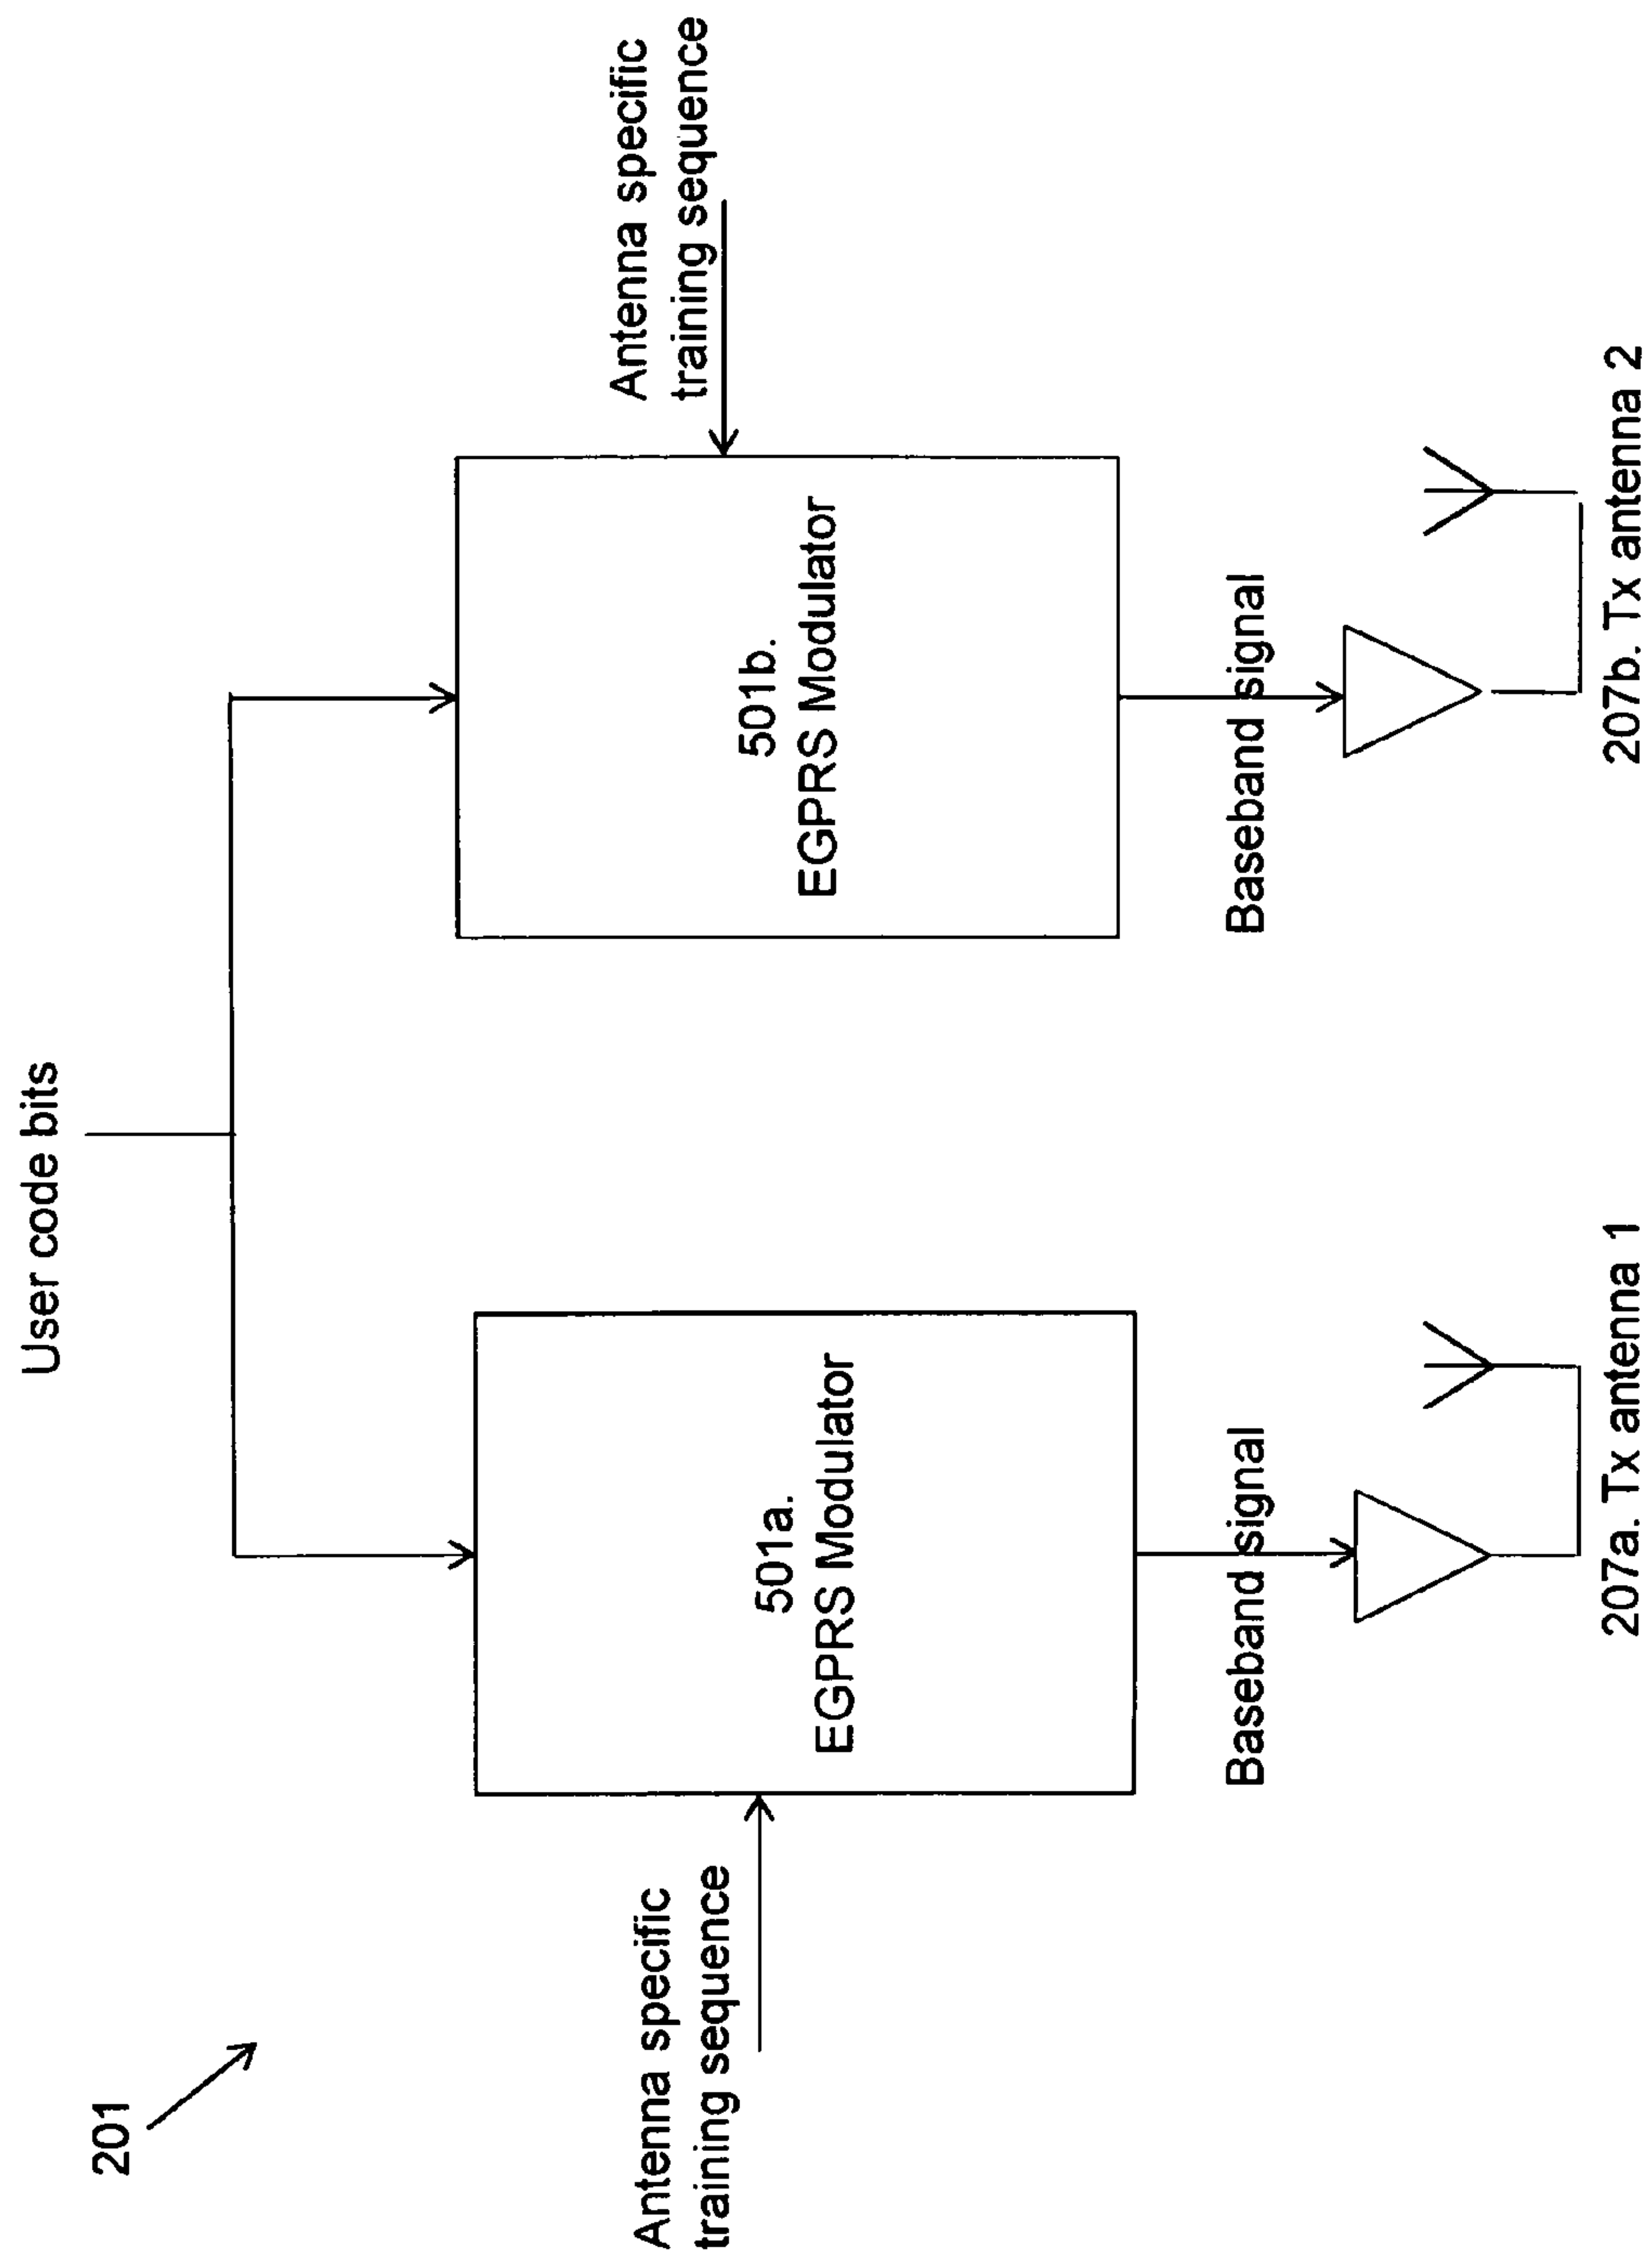 201
User code bits
Antenna specific
training sequence
501a.
EGPRS Modulator
501b.
EGPRS Modulator
Antenna specific
training sequence
Baseband signal
Baseband signal
207a. Tx antenna 1
207b. Tx antenna 2